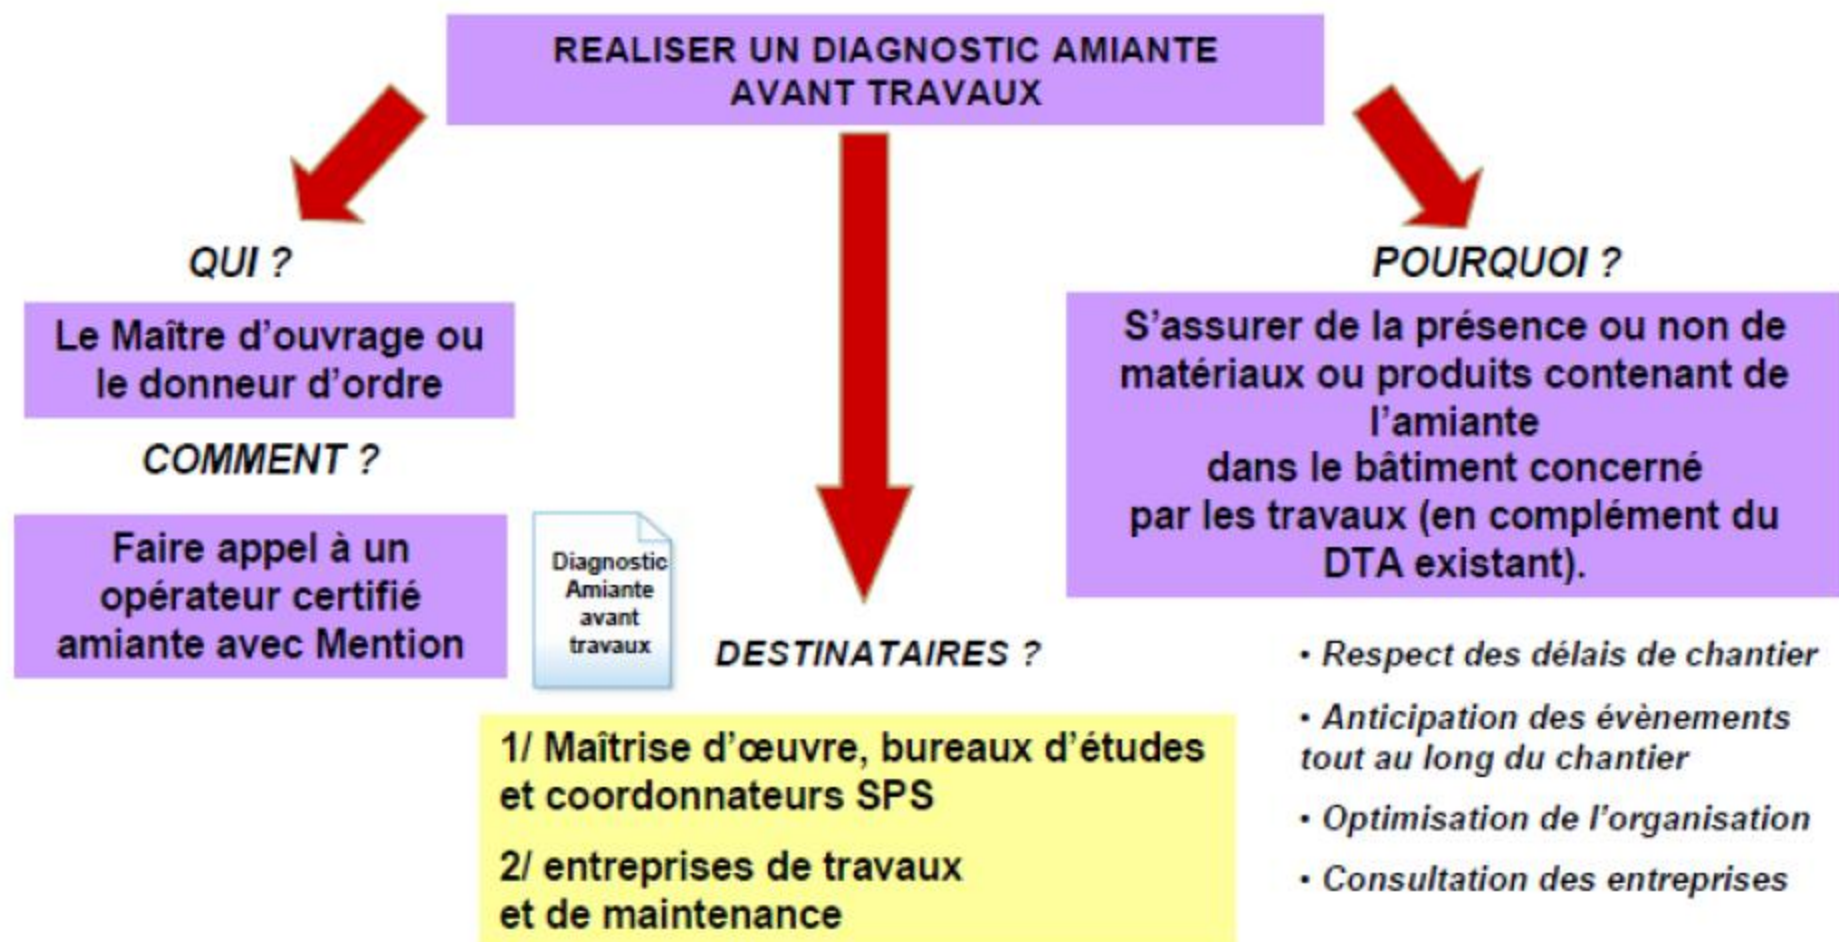 REALISER UN DIAGNOSTIC AMIANTE
AVANT TRAVAUX
QUI ?
Le Maître d'ouvrage ou
le donneur d'ordre
COMMENT ?
Faire appel à un
opérateur certifié
amiante avec Mention
Diagnostic
Amiante
avant
travaux
DESTINATAIRES ?
1/ Maîtrise d'œuvre, bureaux d'études
et coordonnateurs SPS
2/ entreprises de travaux
et de maintenance
POURQUOI ?
S'assurer de la présence ou non de
matériaux ou produits contenant de
l'amiante
dans le bâtiment concerné
par les travaux (en complément du
DTA existant).
• Respect des délais de chantier
• Anticipation des évènements
tout au long du chantier
• Optimisation de l'organisation
• Consultation des entreprises